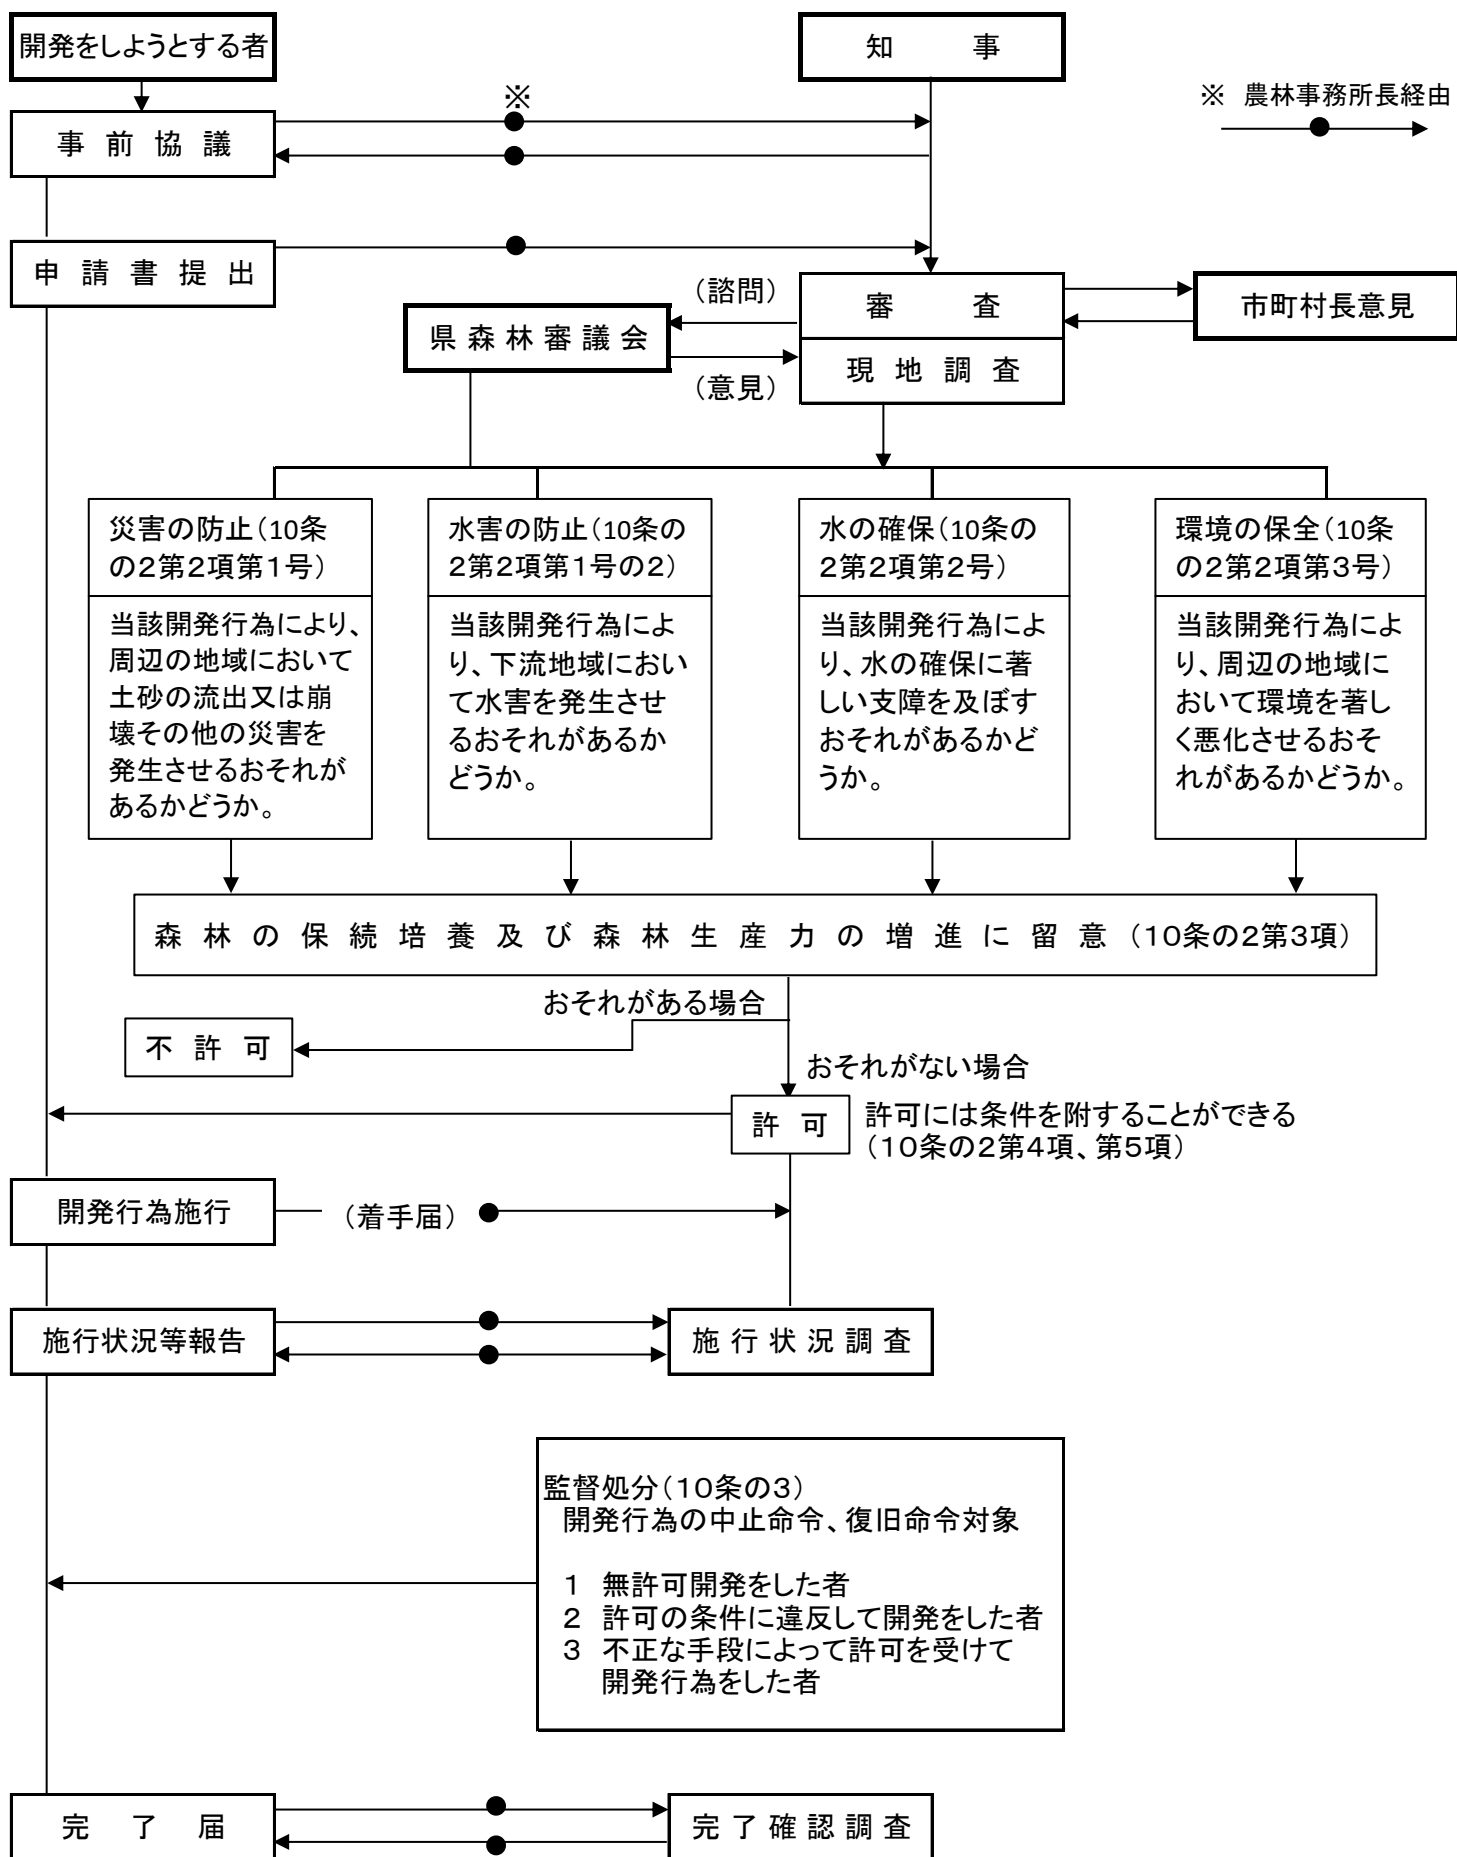 開発をしようとする者
知　　事
※
※　農林事務所長経由
事　前　協　議
申　請　書　提　出
（諮問）
審　　査
市町村長意見
県森林審議会
現　地　調　査
（意見）
災害の防止（10条
の２第２項第１号）
当該開発行為により、
周辺の地域において
土砂の流出又は崩
壊その他の災害を
発生させるおそれが
あるかどうか。
水害の防止（10条の
２第２項第１号の２）
当該開発行為によ
り、下流地域におい
て水害を発生させ
るおそれがあるか
どうか。
水の確保（10条の
２第２項第２号）
当該開発行為によ
り、水の確保に著
しい支障を及ぼす
おそれがあるかど
うか。
環境の保全（10条
の２第２項第３号）
当該開発行為によ
り、周辺の地域に
おいて環境を著し
く悪化させるおそ
れがあるかどうか。
森林の保続培養及び森林生産力の増進に留意（１０条の２第３項）
おそれがある場合
不　許　可
おそれがない場合
許　可
許可には条件を附することができる
（１０条の２第４項、第５項）
開発行為施行
（着手届）
施行状況等報告
施行状況調査
監督処分（１０条の３）
開発行為の中止命令、復旧命令対象
１　無許可開発をした者
２　許可の条件に違反して開発をした者
３　不正な手段によって許可を受けて
開発行為をした者
完　了　届
完了確認調査